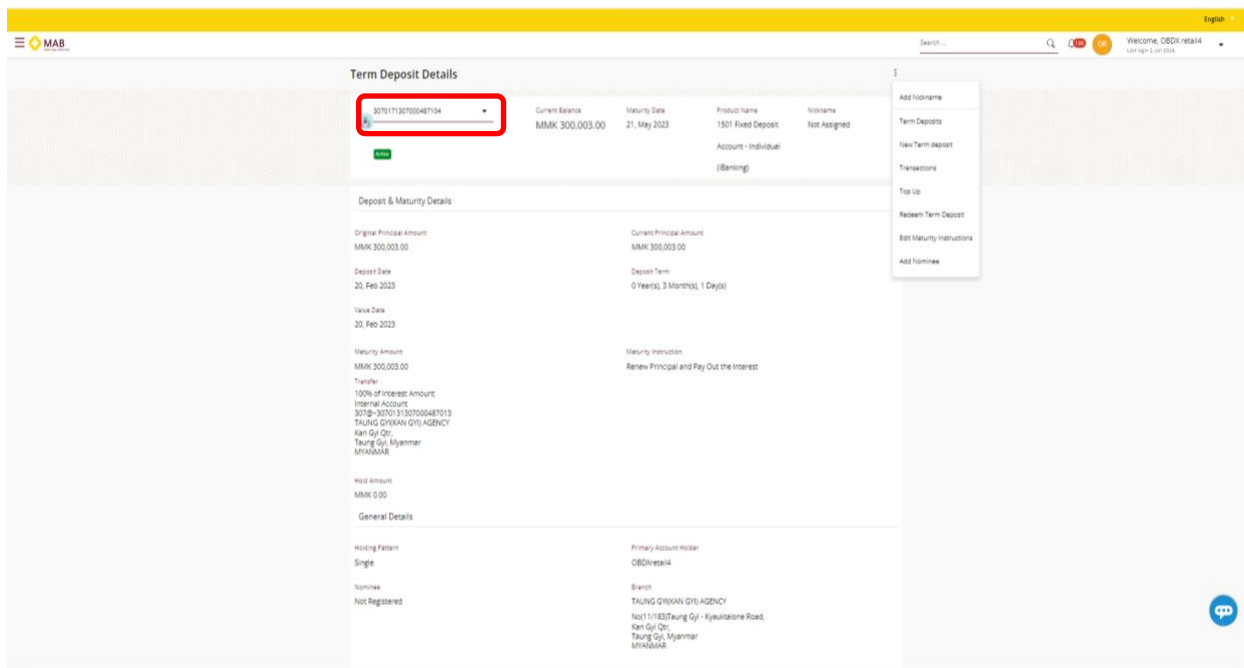 English
MAB
Search ...
OR
Welcome, OBDX retail4
Term Deposit Details
Add Nickname
Term Deposits
New Term deposit
Transactions
Top Up
Redeem Term Deposit
Edit Maturity Instructions
Add Nominee
3070171307000487104
Active
Current Balance
MMK 300,003.00
Maturity Date
21, May 2023
Product Name
1501 Fixed Deposit
Account - Individual
(iBanking)
Nickname
Not Assigned
Deposit & Maturity Details
Original Principal Amount
MMK 300,003.00
Current Principal Amount
MMK 300,003.00
Deposit Date
20, Feb 2023
Deposit Term
0 Year(s), 3 Month(s), 1 Day(s)
Value Date
20, Feb 2023
Maturity Amount
MMK 300,003.00
Maturity Instruction
Renew Principal and Pay Out the Interest
Transfer
100% of Interest Amount
Internal Account
307@~3070131307000487013
TAUNG GYI(KAN GYI) AGENCY
Kan Gyi Qtr,
Taung Gyi, Myanmar
MYANMAR
Hold Amount
MMK 0.00
General Details
Holding Pattern
Single
Primary Account Holder
OBDXretail4
Nominee
Not Registered
Branch
TAUNG GYI(KAN GYI) AGENCY
No(11/183)Taung Gyi - Kyauktalone Road,
Kan Gyi Qtr,
Taung Gyi, Myanmar
MYANMAR